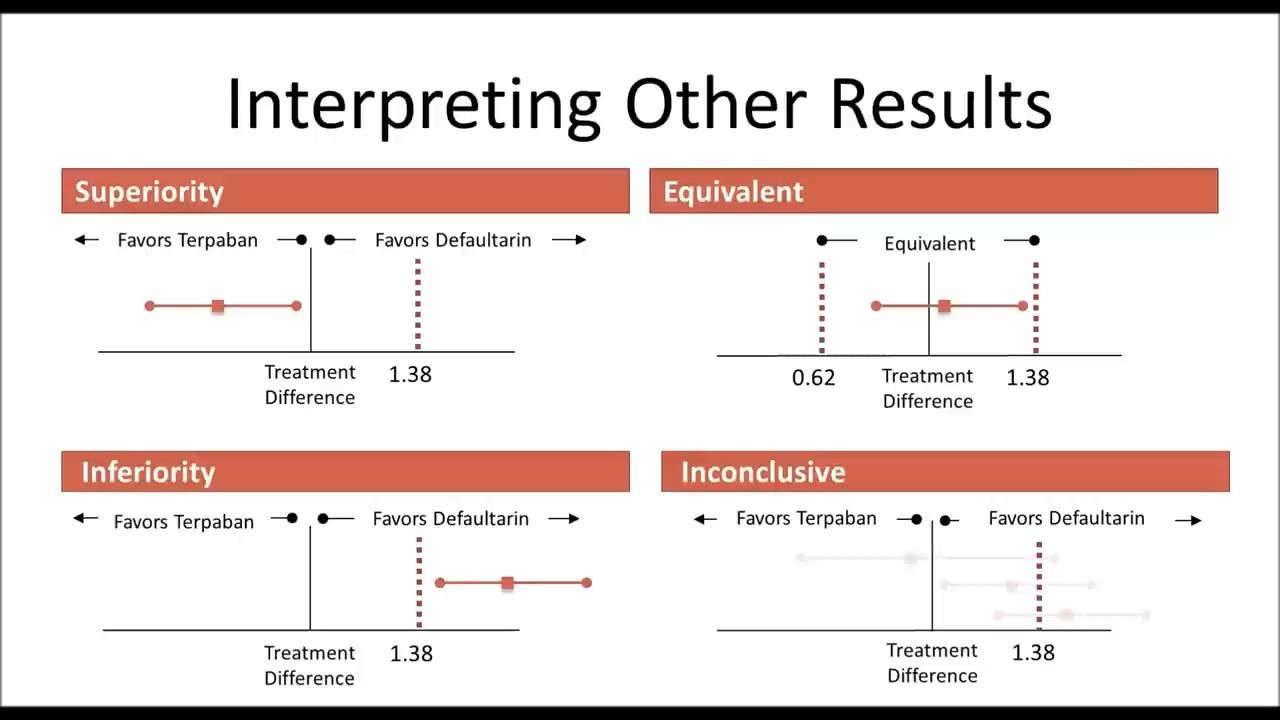 Interpreting Other Results
Superiority
Favors Terpaban
Favors Defaultarin
Treatment
Difference
1.38
Equivalent
Equivalent
0.62
Treatment
Difference
1.38
Inferiority
Favors Terpaban
Favors Defaultarin
Treatment
Difference
1.38
Inconclusive
Favors Terpaban
Favors Defaultarin
Treatment
Difference
1.38